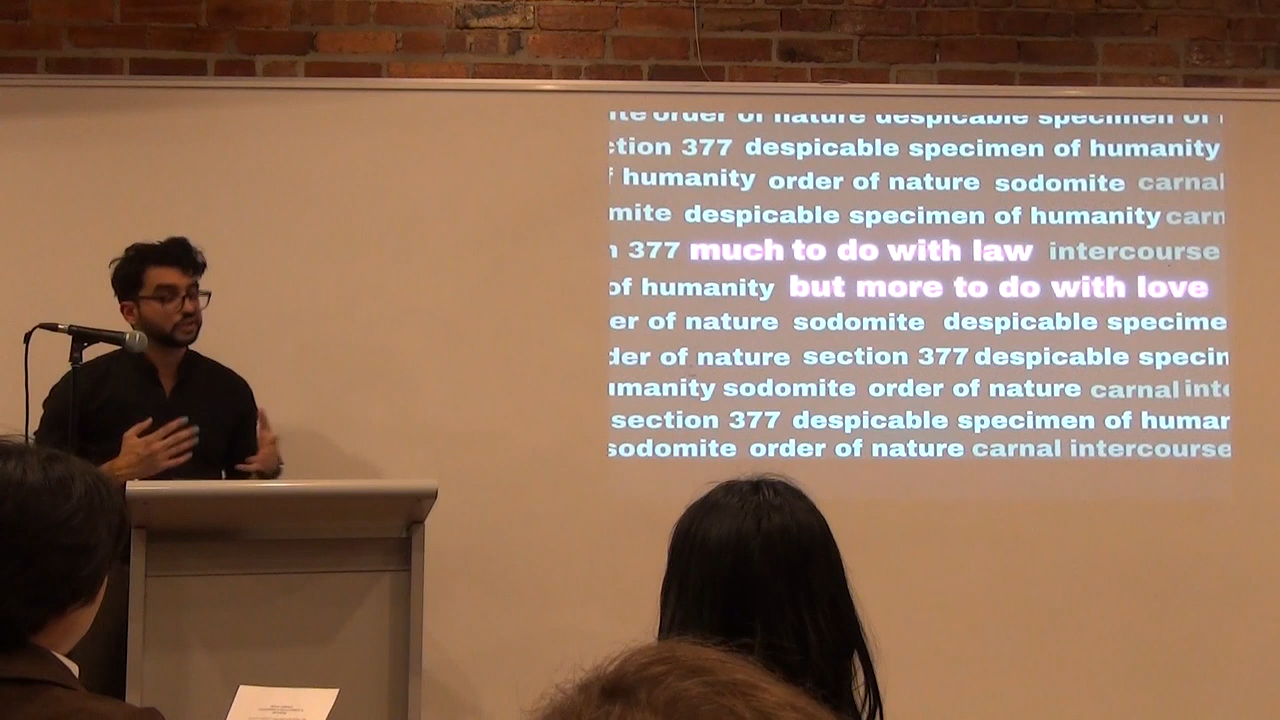 order of nature despicable specimen of
ction 377 despicable specimen of humanity
f humanity order of nature sodomite carnal
mite despicable specimen of humanity carn
n 377 much to do with law intercourse
of humanity but more to do with love
er of nature sodomite despicable specime
der of nature section 377 despicable specin
umanity sodomite order of nature carnal inte
section 377 despicable specimen of humar
sodomite order of nature carnal intercourse